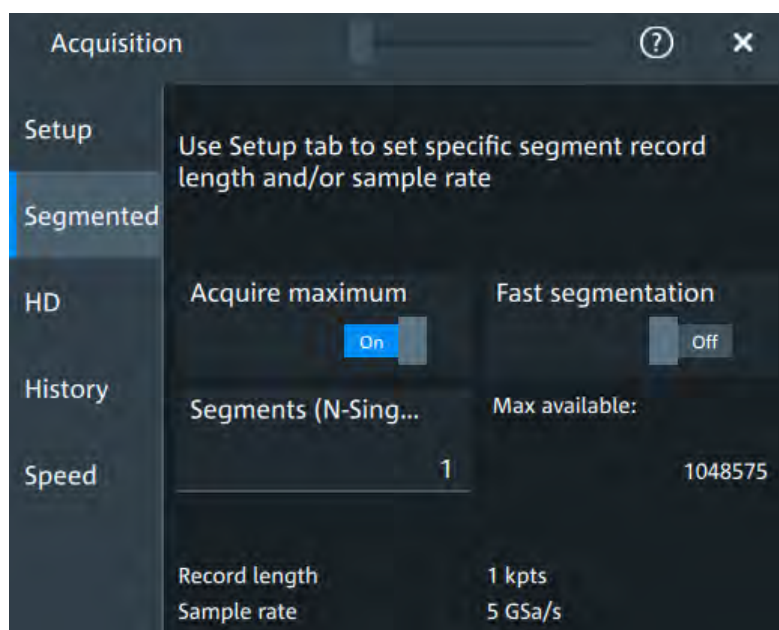 Acquisition
?
×
Setup
Segmented
HD
History
Speed
Use Setup tab to set specific segment record
length and/or sample rate
Acquire maximum
On
Fast segmentation
Off
Segments (N-Sing...
1
Max available:
1048575
Record length 1 kpts
Sample rate 5 GSa/s